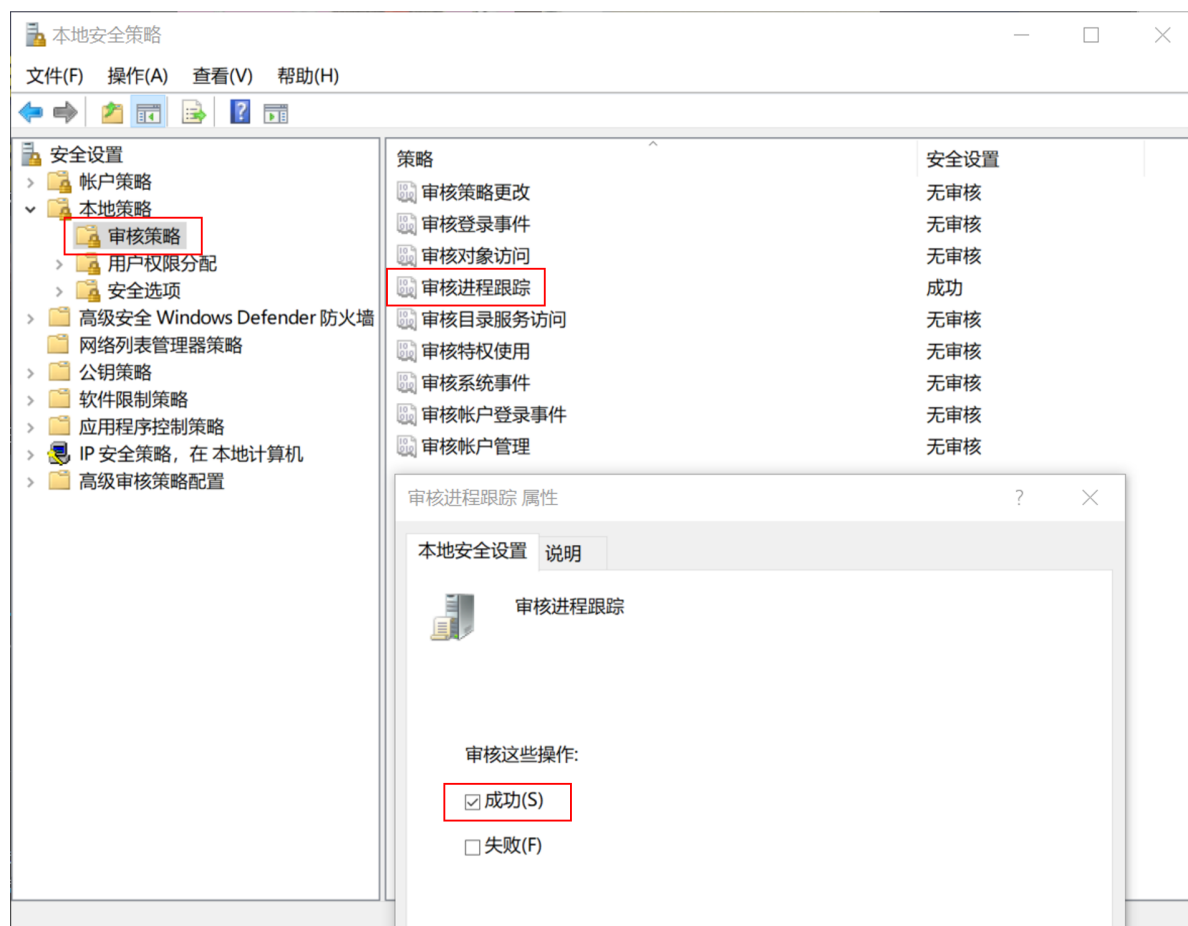 本地安全策略
文件(F) 操作(A) 查看(V) 帮助(H)
安全设置
帐户策略
本地策略
审核策略
用户权限分配
安全选项
高级安全 Windows Defender 防火墙
网络列表管理器策略
公钥策略
软件限制策略
应用程序控制策略
IP 安全策略，在 本地计算机
高级审核策略配置
策略 安全设置
审核策略更改 无审核
审核登录事件 无审核
审核对象访问 无审核
审核进程跟踪 成功
审核目录服务访问 无审核
审核特权使用 无审核
审核系统事件 无审核
审核帐户登录事件 无审核
审核帐户管理 无审核
审核进程跟踪 属性 ?
本地安全设置 说明
审核进程跟踪
审核这些操作:
成功(S)
失败(F)